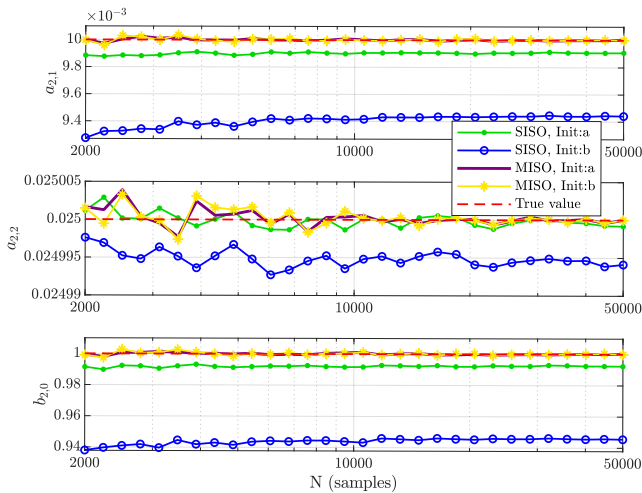 ×10⁻³
10
9.8
9.6
9.4
a₂,₁
2000
10000
50000
SISO, Init:a
SISO, Init:b
MISO, Init:a
MISO, Init:b
True value
0.025005
0.025
0.024995
0.02499
a₂,₂
2000
10000
50000
1
0.98
0.96
0.94
b₂,₀
2000
10000
50000
N (samples)